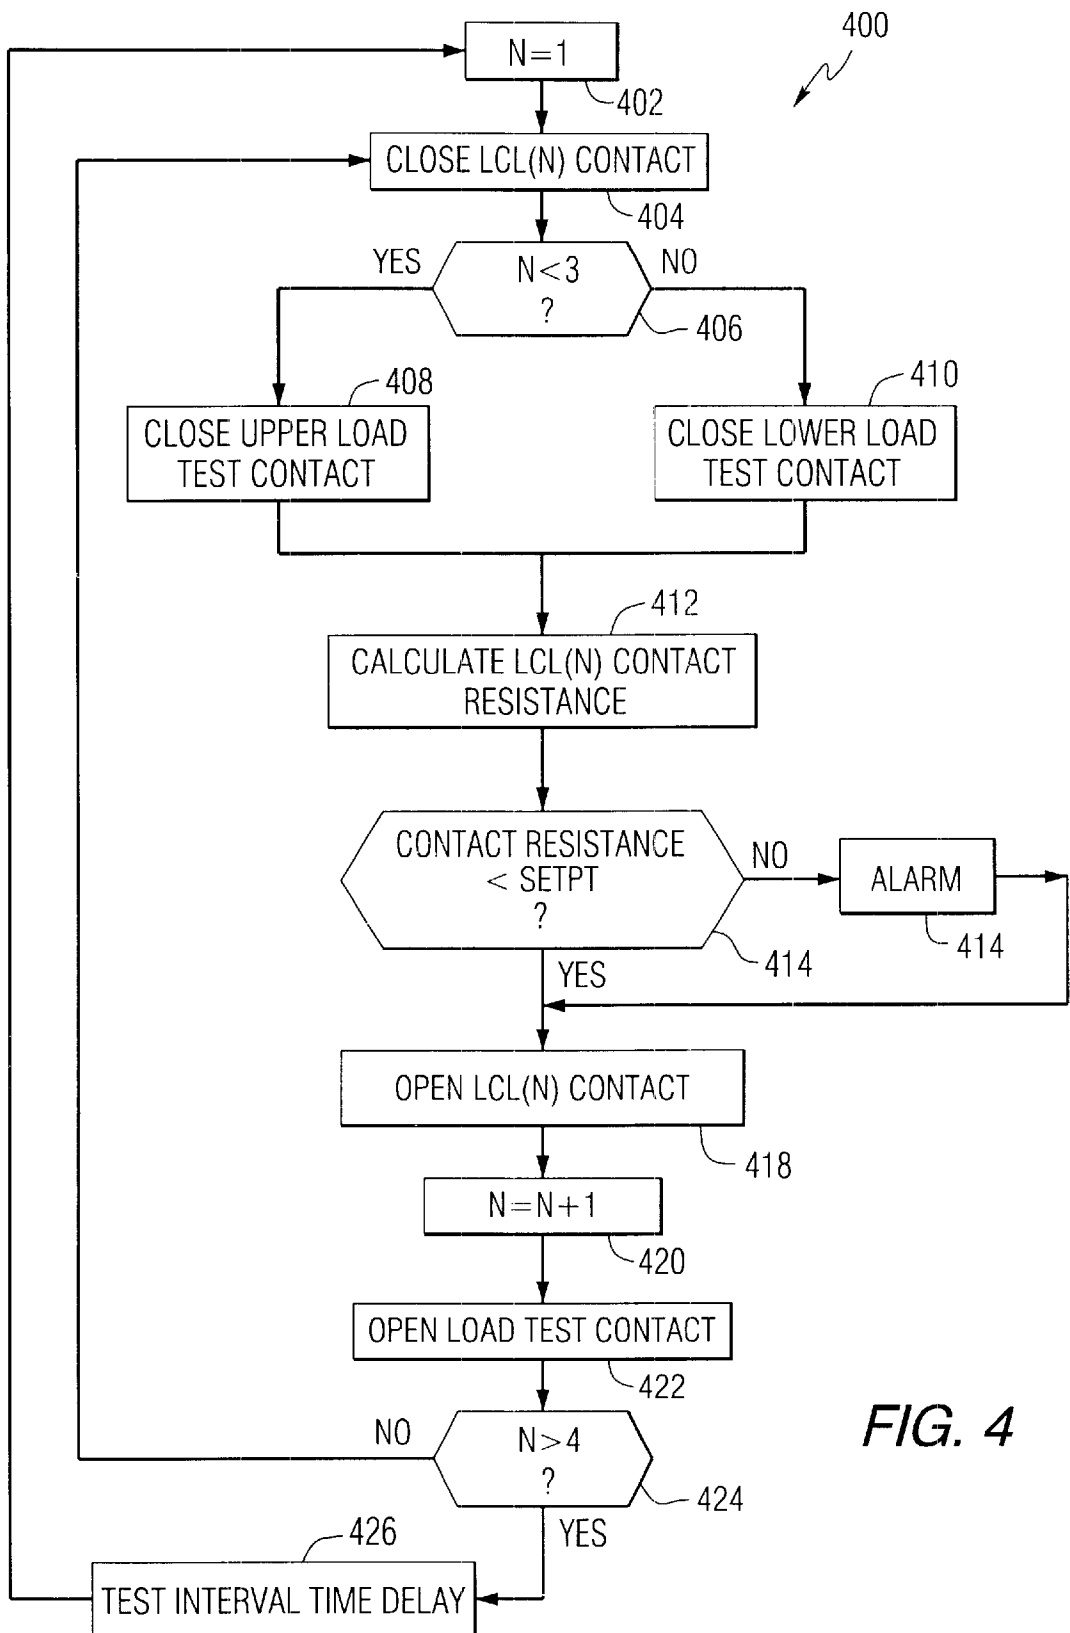 400
N=1
402
CLOSE LCL(N) CONTACT
404
YES
N<3
?
NO
406
408
CLOSE UPPER LOAD
TEST CONTACT
410
CLOSE LOWER LOAD
TEST CONTACT
412
CALCULATE LCL(N) CONTACT
RESISTANCE
CONTACT RESISTANCE
< SETPT
?
NO
ALARM
414
414
YES
OPEN LCL(N) CONTACT
418
N=N+1
420
OPEN LOAD TEST CONTACT
422
NO
N>4
?
424
YES
426
TEST INTERVAL TIME DELAY
FIG. 4